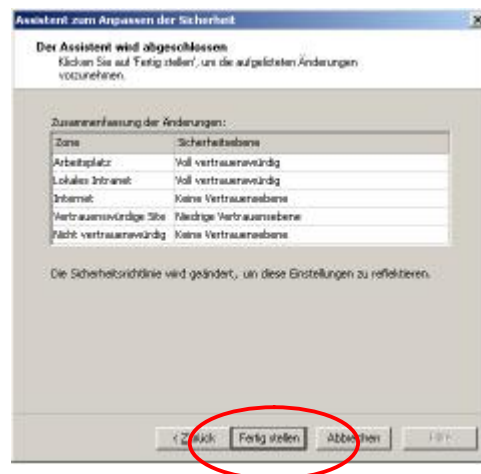 Assistent zum Anpassen der Sicherheit
Der Assistent wird abgeschlossen
Klicken Sie auf 'Fertig stellen', um die aufgelisteten Änderungen
vorzunehmen.
Zusammenfassung der Änderungen:
Zone Sicherheitsebene
Arbeitsplatz Voll vertrauenswürdig
Lokales Intranet Voll vertrauenswürdig
Internet Keine Vertrauensebene
Vertrauenswürdige Site Niedrige Vertrauensebene
Nicht vertrauenswürdig Keine Vertrauensebene
Die Sicherheitsrichtlinie wird geändert, um diese Einstellungen zu reflektieren.
< Zurück Fertig stellen Abbrechen